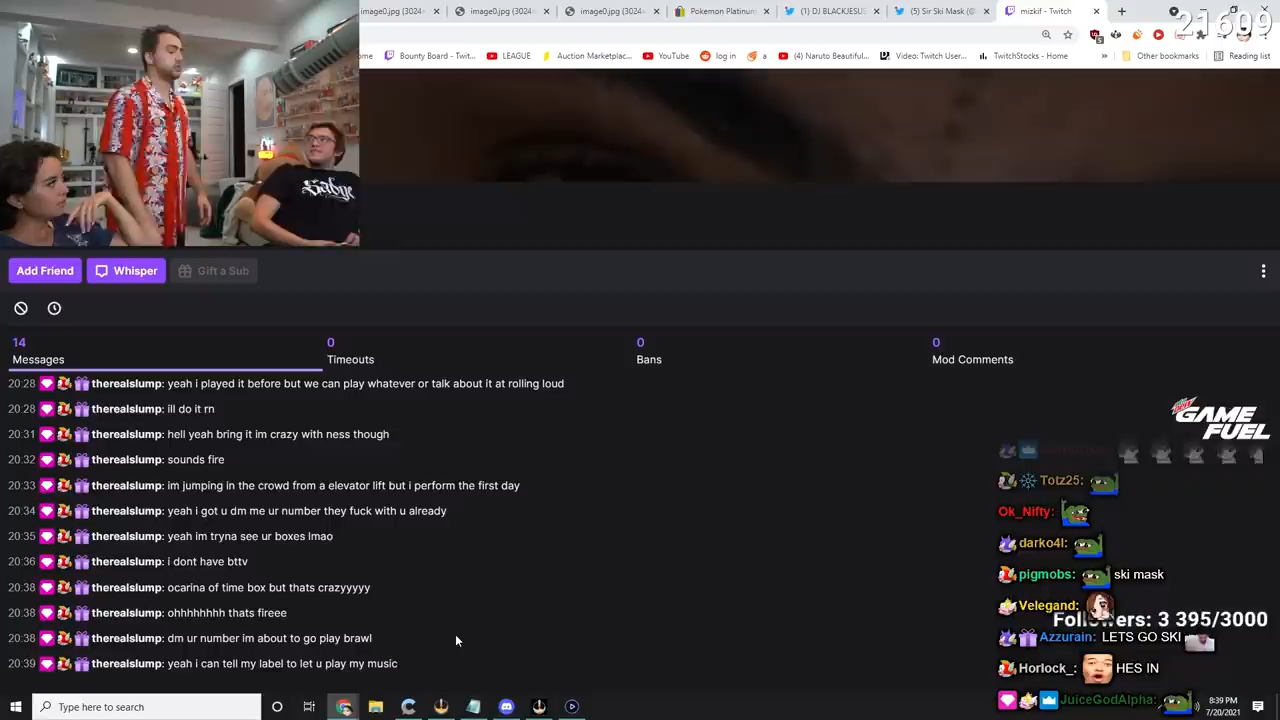 image0.jpg (3024×
image0.jpg (3024×
image0.jpg (3024×
Pokemon Platinum
(1) DJ BLACKJESUS
(5) Sir Ski Mask (@
mizkif - Twitch
21609
ome
Bounty Board - Twit...
LEAGUE
Auction Marketplac...
YouTube
log in
a
(4) Naruto Beautiful...
Video: Twitch User...
TwitchStocks - Home
Other bookmarks
Reading list
Add Friend
Whisper
Gift a Sub
14
0
0
0
Messages
Timeouts
Bans
Mod Comments
20:28 therealslump: yeah i played it before but we can play whatever or talk about it at rolling loud
20:28 therealslump: ill do it rn
20:31 therealslump: hell yeah bring it im crazy with ness though
20:32 therealslump: sounds fire
20:33 therealslump: im jumping in the crowd from a elevator lift but i perform the first day
20:34 therealslump: yeah i got u dm me ur number they fuck with u already
20:35 therealslump: yeah im tryna see ur boxes lmao
20:36 therealslump: i dont have bttv
20:38 therealslump: ocarina of time box but thats crazyyyyy
20:38 therealslump: ohhhhhhhh thats fireee
20:38 therealslump: dm ur number im about to go play brawl
20:39 therealslump: yeah i can tell my label to let u play my music
GAME
FUEL
Totz25:
Ok_Nifty:
darko4l:
pigmobs: ski mask
Velegand:
Followers: 3 395/3000
Azzurain: LETS GO SKI
Horlock_: HES IN
JuiceGodAlpha:
Type here to search
8:39 PM
7/20/2021